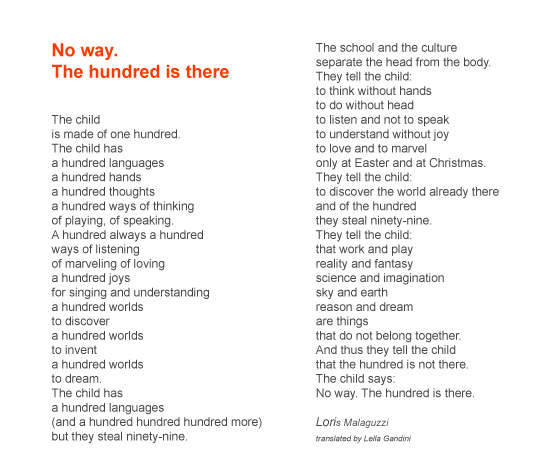 No way.
The hundred is there
The child
is made of one hundred.
The child has
a hundred languages
a hundred hands
a hundred thoughts
a hundred ways of thinking
of playing, of speaking.
A hundred always a hundred
ways of listening
of marveling of loving
a hundred joys
for singing and understanding
a hundred worlds
to discover
a hundred worlds
to invent
a hundred worlds
to dream.
The child has
a hundred languages
(and a hundred hundred hundred more)
but they steal ninety-nine.
The school and the culture
separate the head from the body.
They tell the child:
to think without hands
to do without head
to listen and not to speak
to understand without joy
to love and to marvel
only at Easter and at Christmas.
They tell the child:
to discover the world already there
and of the hundred
they steal ninety-nine.
They tell the child:
that work and play
reality and fantasy
science and imagination
sky and earth
reason and dream
are things
that do not belong together.
And thus they tell the child
that the hundred is not there.
The child says:
No way. The hundred is there.
Loris Malaguzzi
translated by Lella Gandini